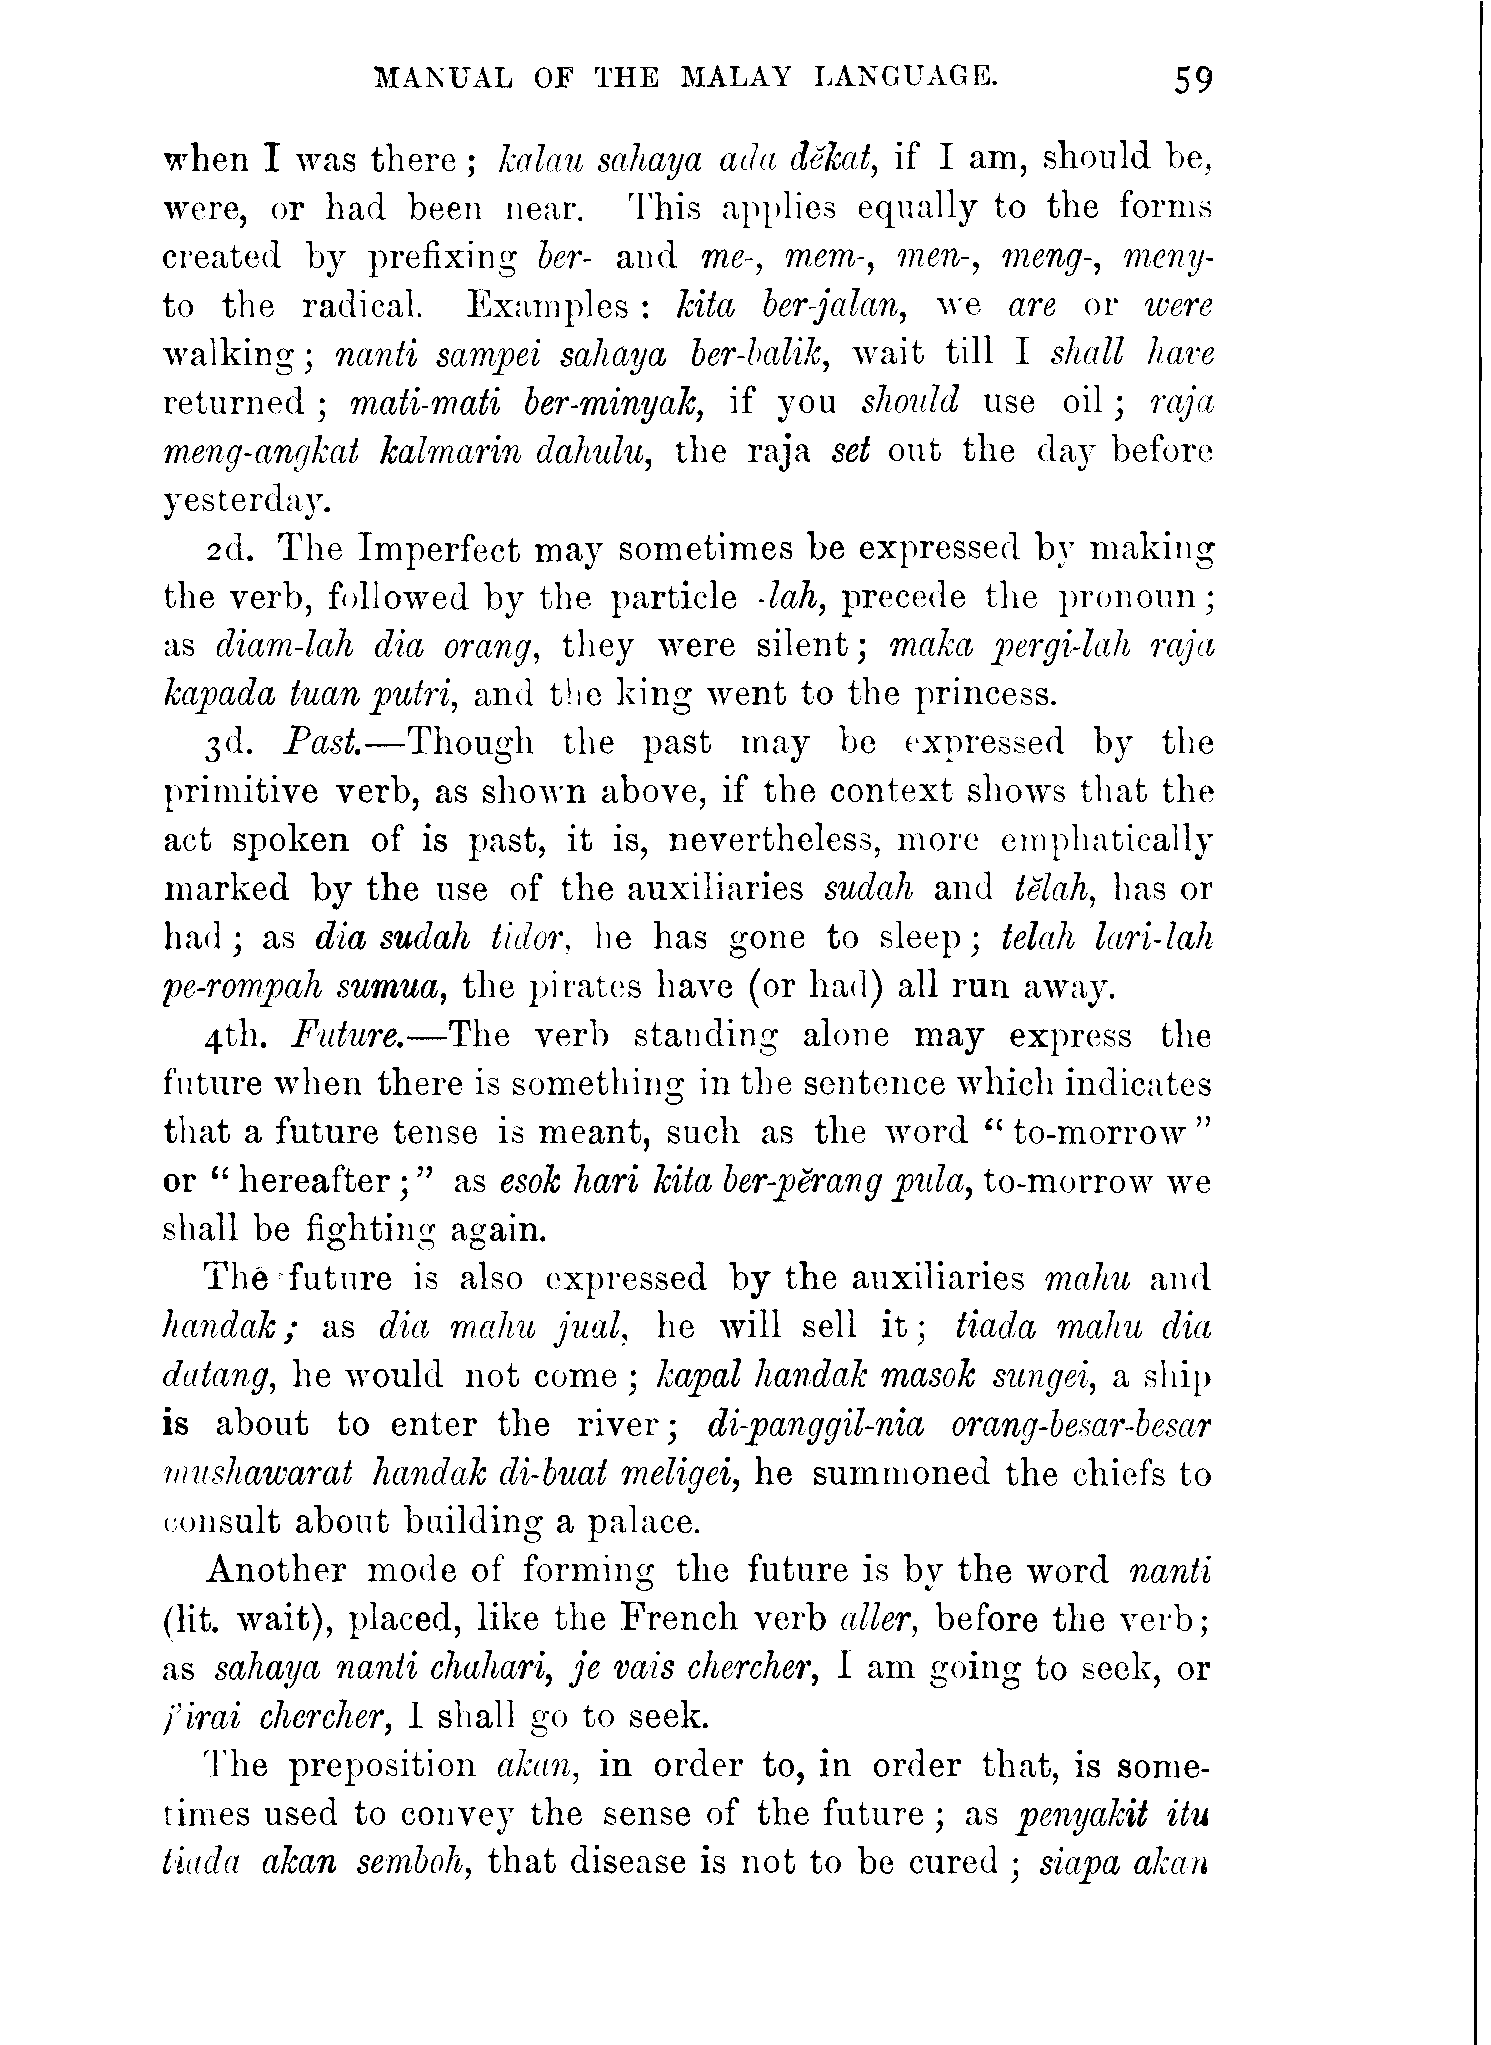 MANUAL OF THE MALAY LANGUAGE. 59
when I was there ; kalau sahaya ada dĕkat, if I am, should be,
were, or had been near. This applies equally to the forms
created by prefixing ber- and me-, mem-, men-, meng-, meny-
to the radical. Examples : kita ber-jalan, we are or were
walking ; nanti sampei sahaya ber-balik, wait till I shall have
returned ; mati-mati ber-minyak, if you should use oil ; raja
meng-angkat kalmarin dahulu, the raja set out the day before
yesterday.
2d. The Imperfect may sometimes be expressed by making
the verb, followed by the particle -lah, precede the pronoun ;
as diam-lah dia orang, they were silent ; maka pergi-lah raja
kapada tuan putri, and the king went to the princess.
3d. Past.—Though the past may be expressed by the
primitive verb, as shown above, if the context shows that the
act spoken of is past, it is, nevertheless, more emphatically
marked by the use of the auxiliaries sudah and tĕlah, has or
had ; as dia sudah tidor, he has gone to sleep ; telah lari-lah
pe-rompah sumua, the pirates have (or had) all run away.
4th. Future.—The verb standing alone may express the
future when there is something in the sentence which indicates
that a future tense is meant, such as the word “ to-morrow ”
or “ hereafter ; ” as esok hari kita ber-pĕrang pula, to-morrow we
shall be fighting again.
The future is also expressed by the auxiliaries mahu and
handak ; as dia mahu jual, he will sell it ; tiada mahu dia
datang, he would not come ; kapal handak masok sungei, a ship
is about to enter the river ; di-panggil-nia orang-besar-besar
mushawarat handak di-buat meligei, he summoned the chiefs to
consult about building a palace.
Another mode of forming the future is by the word nanti
(lit. wait), placed, like the French verb aller, before the verb ;
as sahaya nanti chahari, je vais chercher, I am going to seek, or
j’irai chercher, I shall go to seek.
The preposition akan, in order to, in order that, is some-
times used to convey the sense of the future ; as penyakit itu
tiada akan semboh, that disease is not to be cured ; siapa akan